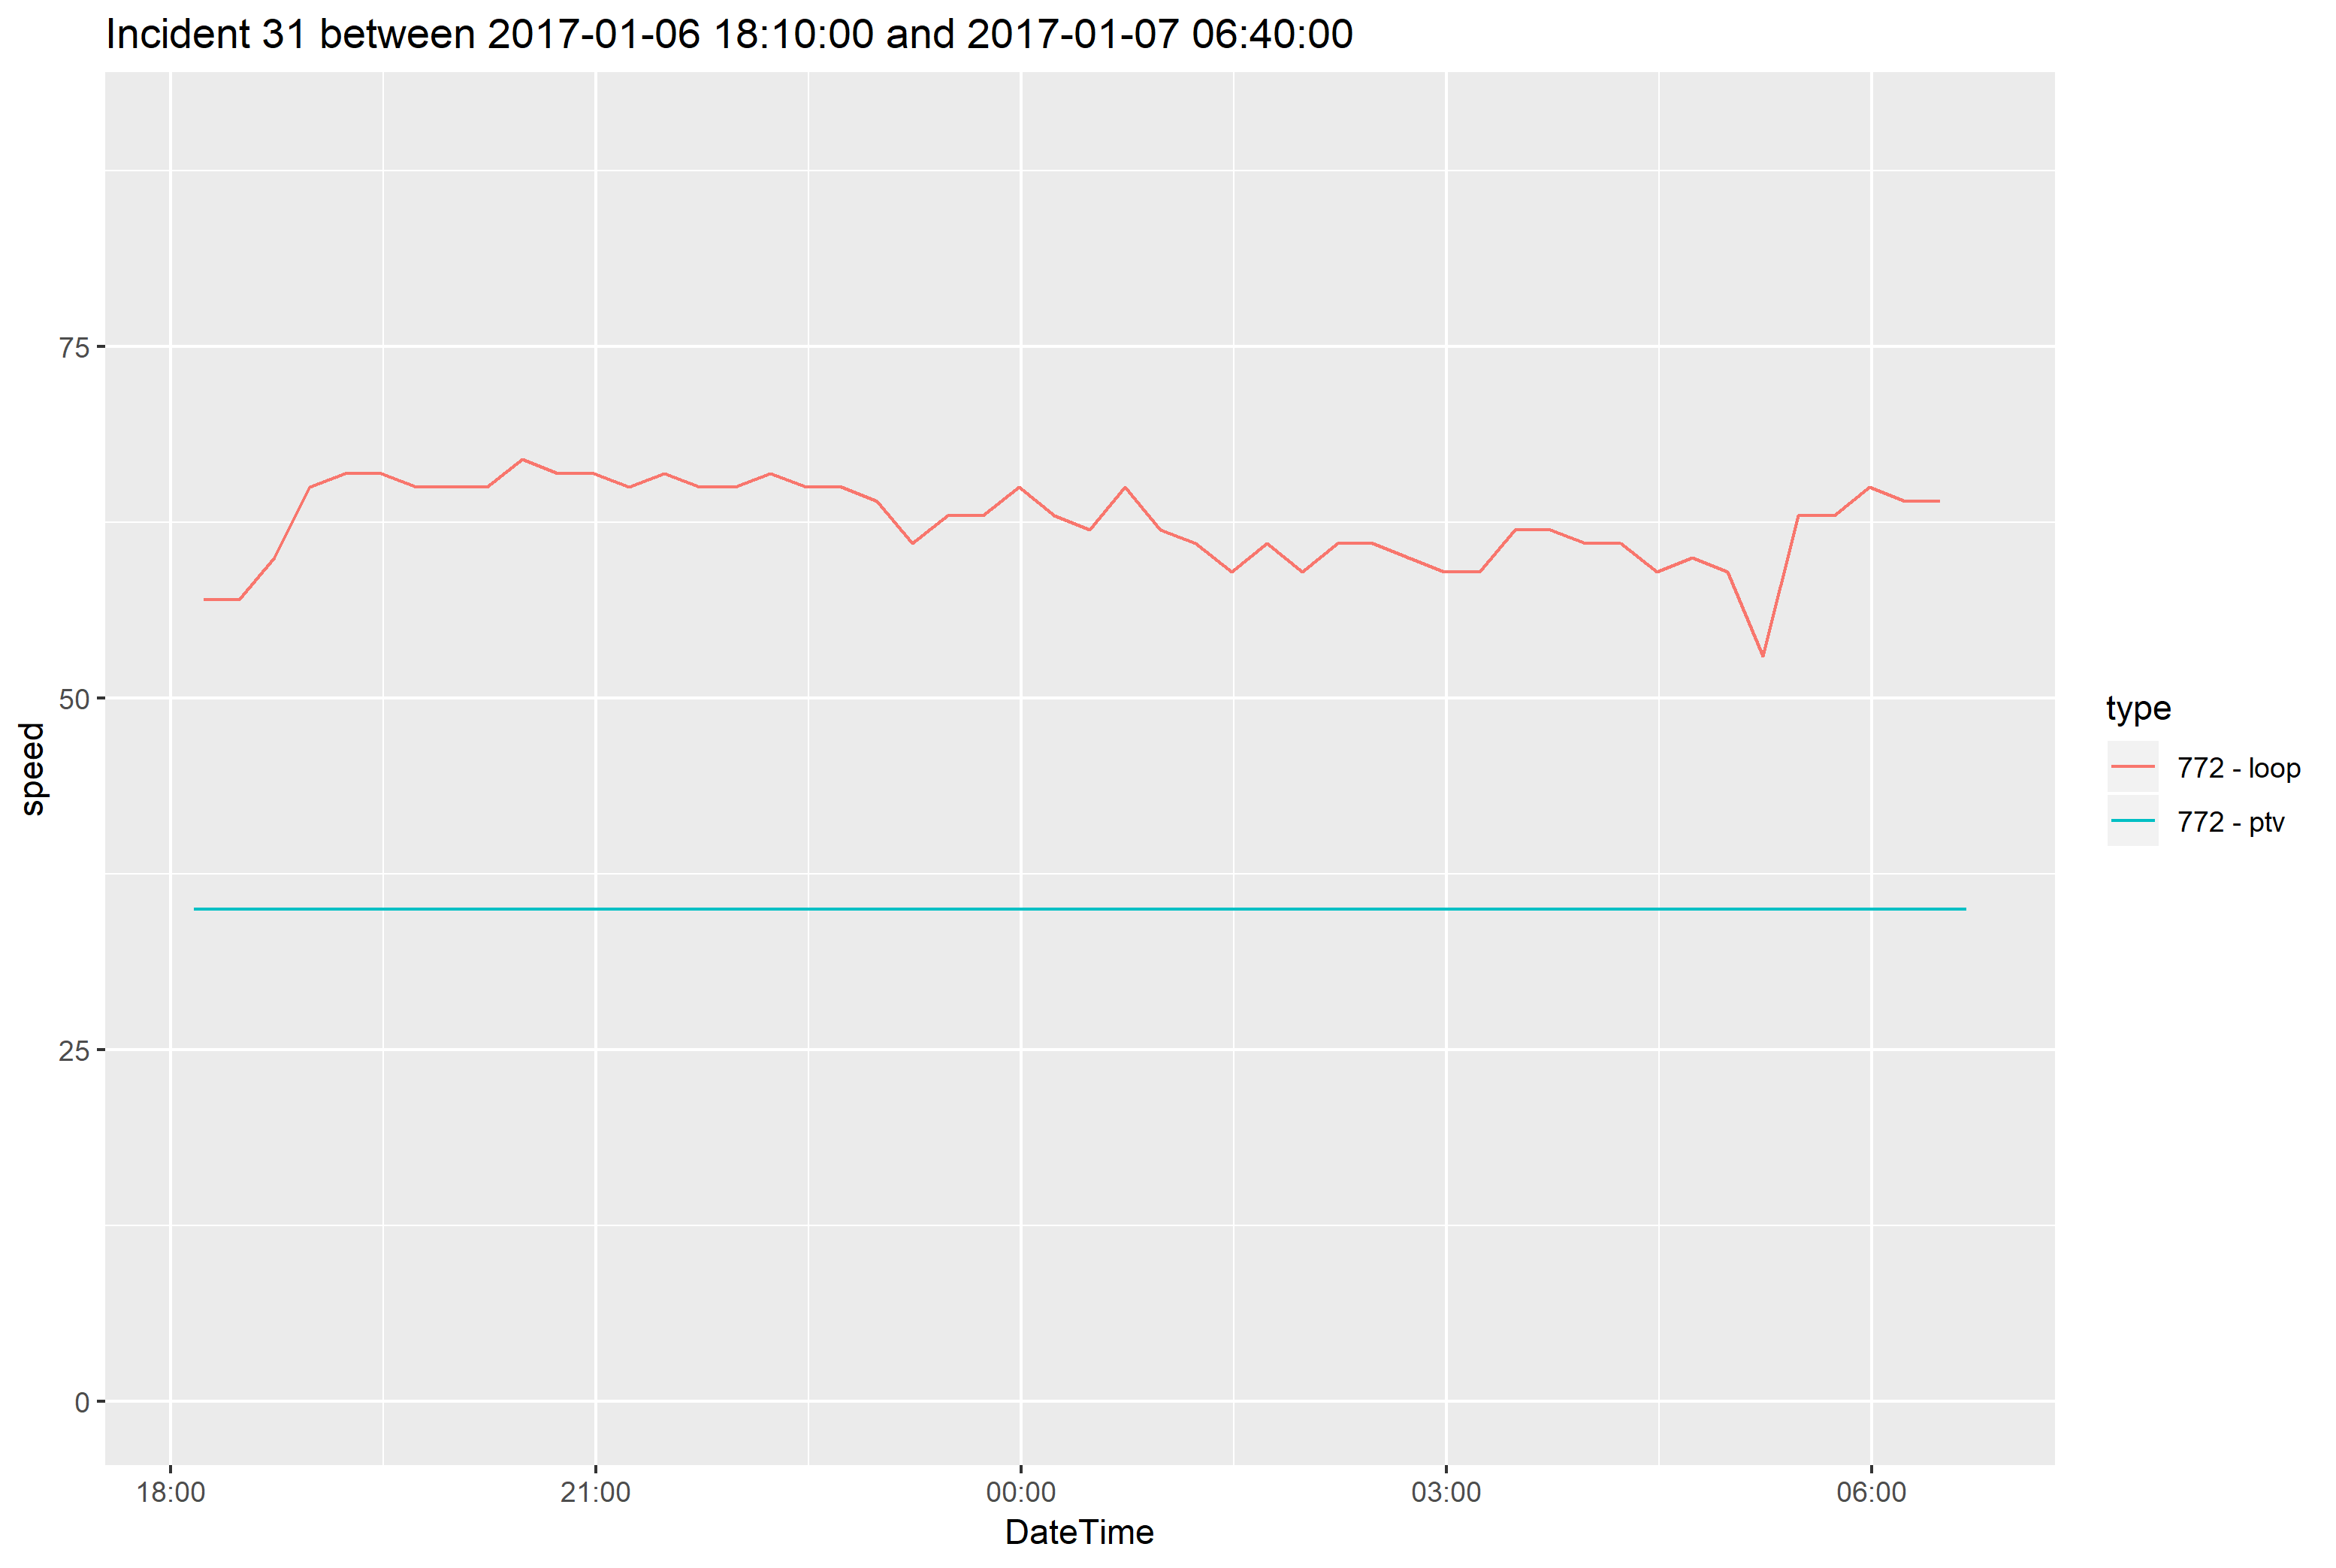 Incident 31 between 2017-01-06 18:10:00 and 2017-01-07 06:40:00
75
50
25
0
speed
18:00 21:00 00:00 03:00 06:00
DateTime
type
772 - loop
772 - ptv